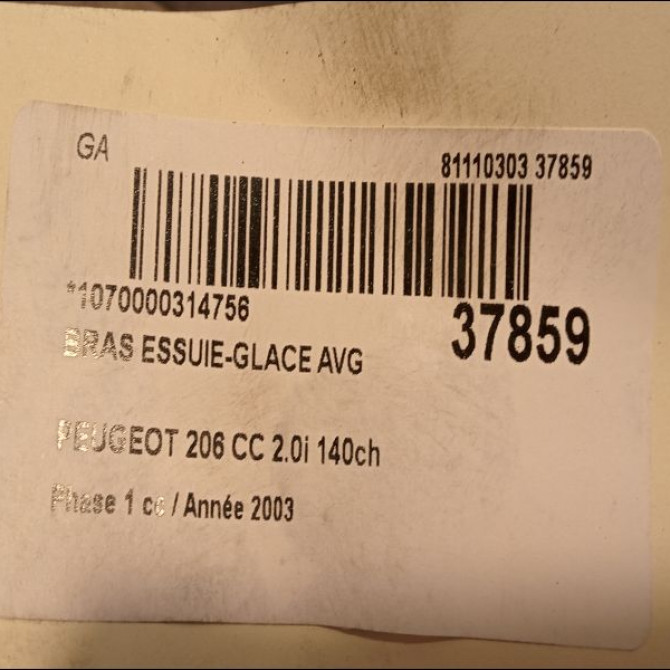 GA
81110303 37859
*1070000314756
37859
BRAS ESSUIE-GLACE AVG
PEUGEOT 206 CC 2.0i 140ch
Phase 1 cc / Année 2003